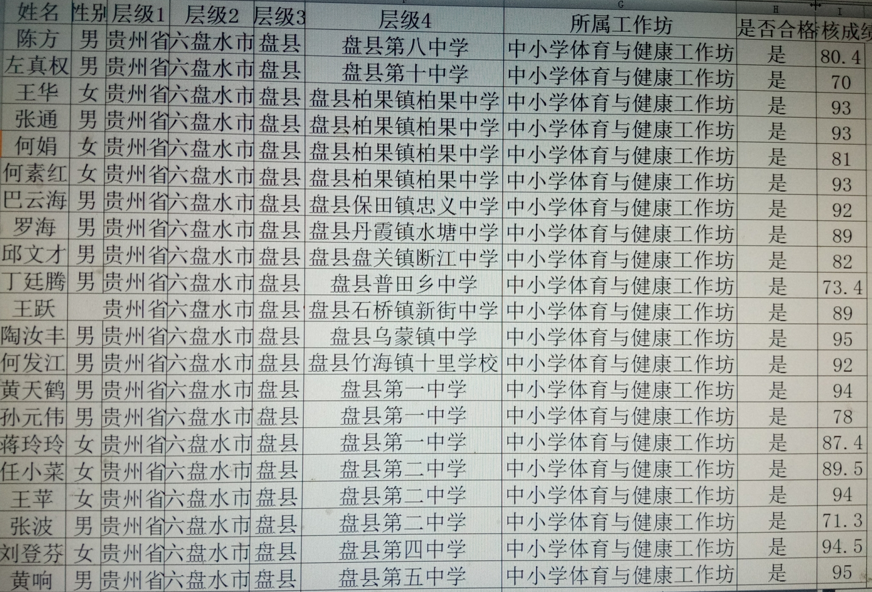 G H I
姓名 性别 层级1 层级2 层级3 层级4 所属工作坊 是否合格 核成绩
陈方 男 贵州省 六盘水市 盘县 盘县第八中学 中小学体育与健康工作坊 是 80.4
左真权 男 贵州省 六盘水市 盘县 盘县第十中学 中小学体育与健康工作坊 是 70
王华 女 贵州省 六盘水市 盘县 盘县柏果镇柏果中学 中小学体育与健康工作坊 是 93
张通 男 贵州省 六盘水市 盘县 盘县柏果镇柏果中学 中小学体育与健康工作坊 是 93
何娟 女 贵州省 六盘水市 盘县 盘县柏果镇柏果中学 中小学体育与健康工作坊 是 81
何素红 女 贵州省 六盘水市 盘县 盘县柏果镇柏果中学 中小学体育与健康工作坊 是 93
巴云海 男 贵州省 六盘水市 盘县 盘县保田镇忠义中学 中小学体育与健康工作坊 是 92
罗海 男 贵州省 六盘水市 盘县 盘县丹霞镇水塘中学 中小学体育与健康工作坊 是 89
邱文才 男 贵州省 六盘水市 盘县 盘县盘关镇断江中学 中小学体育与健康工作坊 是 82
丁廷腾 男 贵州省 六盘水市 盘县 盘县普田乡中学 中小学体育与健康工作坊 是 73.4
王跃 贵州省 六盘水市 盘县 盘县石桥镇新街中学 中小学体育与健康工作坊 是 89
陶汝丰 男 贵州省 六盘水市 盘县 盘县乌蒙镇中学 中小学体育与健康工作坊 是 95
何发江 男 贵州省 六盘水市 盘县 盘县竹海镇十里学校 中小学体育与健康工作坊 是 92
黄天鹤 男 贵州省 六盘水市 盘县 盘县第一中学 中小学体育与健康工作坊 是 94
孙元伟 男 贵州省 六盘水市 盘县 盘县第一中学 中小学体育与健康工作坊 是 78
蒋玲玲 女 贵州省 六盘水市 盘县 盘县第一中学 中小学体育与健康工作坊 是 87.4
任小菜 女 贵州省 六盘水市 盘县 盘县第二中学 中小学体育与健康工作坊 是 89.5
王苹 女 贵州省 六盘水市 盘县 盘县第二中学 中小学体育与健康工作坊 是 94
张波 男 贵州省 六盘水市 盘县 盘县第二中学 中小学体育与健康工作坊 是 71.3
刘登芬 女 贵州省 六盘水市 盘县 盘县第四中学 中小学体育与健康工作坊 是 94.5
黄响 男 贵州省 六盘水市 盘县 盘县第五中学 中小学体育与健康工作坊 是 95